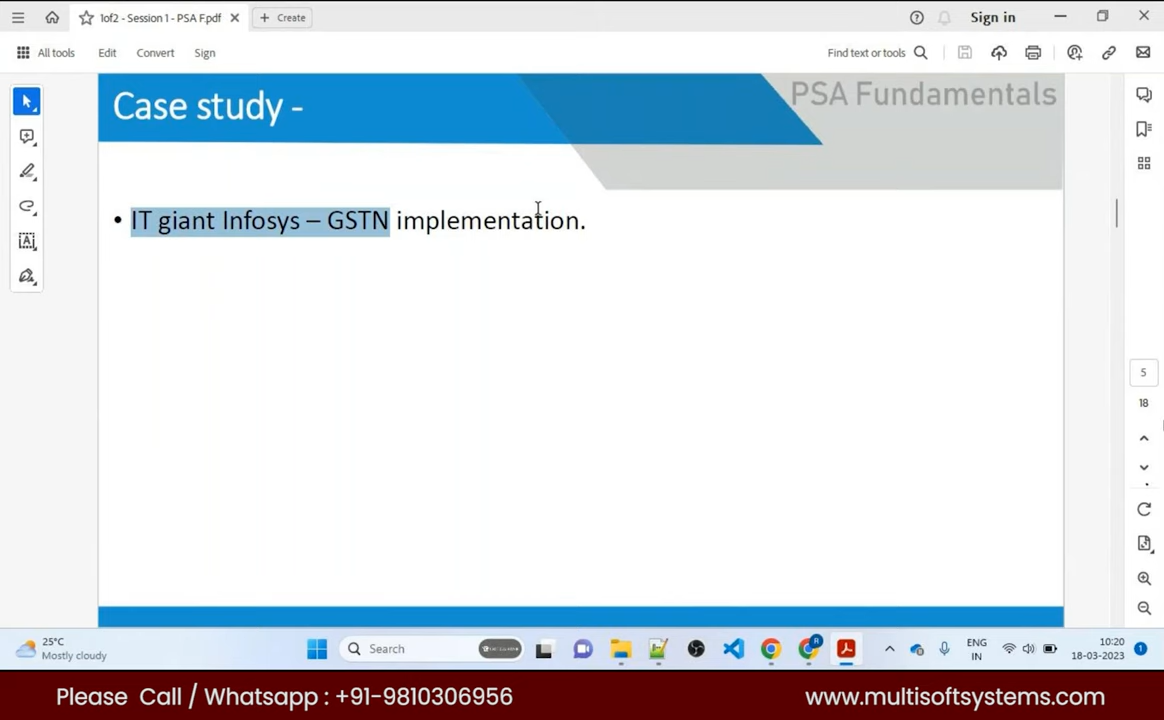 1of2 - Session 1 - PSA F.pdf
Create
Sign in
All tools
Edit
Convert
Sign
Find text or tools
Case study -
PSA Fundamentals
• IT giant Infosys – GSTN implementation.
5
18
25°C
Mostly cloudy
Search
ENG
IN
10:20
18-03-2023
1
Please Call / Whatsapp : +91-9810306956
www.multisoftsystems.com